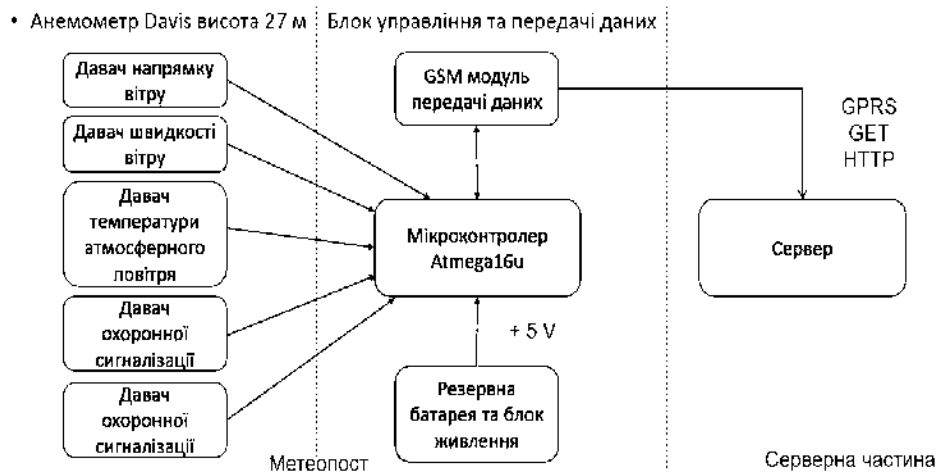 • Анемометр Davis висота 27 м
Блок управління та передачі даних
Давач напрямку
вітру
Давач швидкості
вітру
Давач
температури
атмосферного
повітря
Давач
охоронної
сигналізації
Давач
охоронної
сигналізації
GSM модуль
передачі даних
Мікроконтролер
Atmega16u
+ 5 V
Резервна
батарея та блок
живлення
GPRS
GET
HTTP
Сервер
Метеопост
Серверна частина